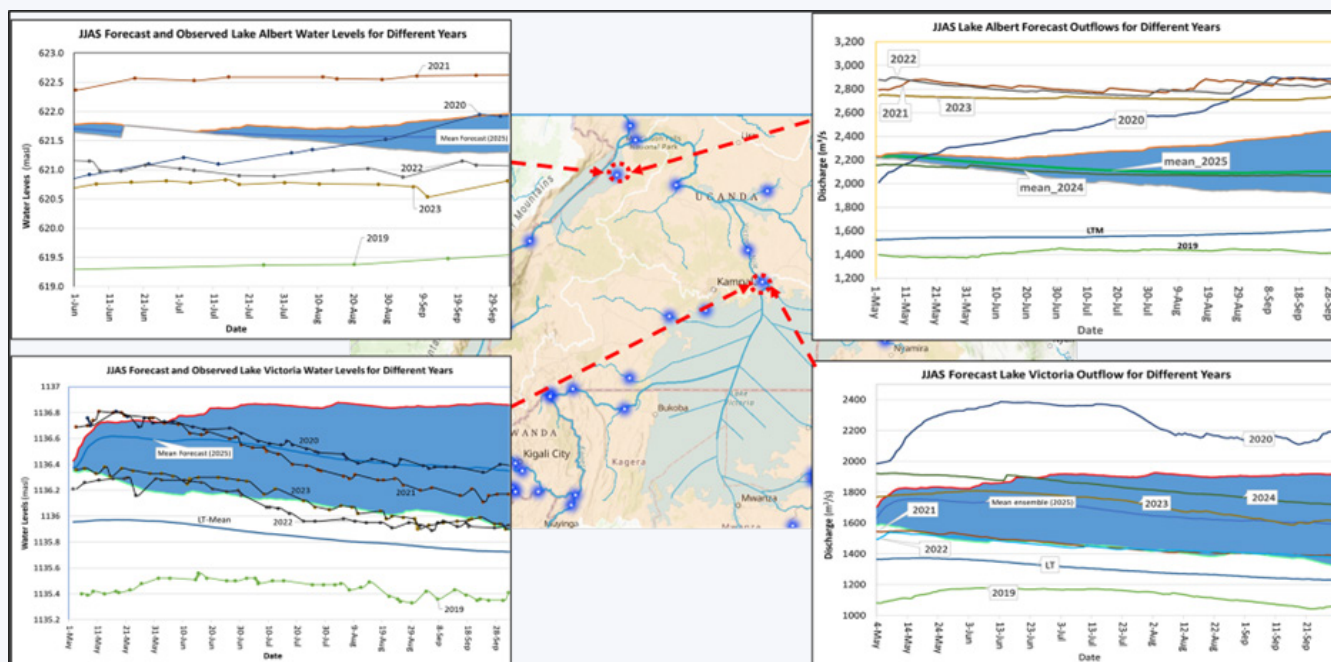 JJAS Forecast and Observed Lake Albert Water Levels for Different Years
Water Leves (masl)
623.0
622.5
622.0
621.5
621.0
620.5
620.0
619.5
619.0
2021
2020
Mean Forecast (2025)
2022
2023
2019
1-Jun
11-Jun
21-Jun
1-Jul
11-Jul
21-Jul
31-Jul
10-Aug
20-Aug
30-Aug
9-Sep
19-Sep
29-Sep
Date
JJAS Lake Albert Forecast Outflows for Different Years
Discharge (m³/s
3,200
3,000
2,800
2,600
2,400
2,200
2,000
1,800
1,600
1,400
1,200
2022
2021
2023
2020
mean_2025
mean_2024
LTM
2019
1-May
11-May
21-May
31-May
10-Jun
20-Jun
30-Jun
10-Jul
20-Jul
30-Jul
9-Aug
19-Aug
29-Aug
8-Sep
18-Sep
28-Sep
Date
National Park
Mountains
UGANDA
Kampal
Bukoba
WANDA
Kigali City
Kagera
Muyinga
Mwanza
Nyamira
JJAS Forecast and Observed Lake Victoria Water Levels for Different Years
Water Levels (masl)
1137
1136.8
1136.6
1136.4
1136.2
1136
1135.8
1135.6
1135.4
1135.2
Mean Forecast (2025)
2020
2021
2023
2022
LT-Mean
2019
1-May
11-May
21-May
31-May
10-Jun
20-Jun
30-Jun
10-Jul
20-Jul
30-Jul
9-Aug
19-Aug
29-Aug
8-Sep
18-Sep
28-Sep
Date
JJAS Forecast Lake Victoria Outflow for Different Years
Discharge (m³/s)
2400
2200
2000
1800
1600
1400
1200
1000
2020
2024
2023
Mean ensemble (2025)
2021
2022
LT
2019
4-May
14-May
24-May
3-Jun
13-Jun
23-Jun
3-Jul
13-Jul
23-Jul
2-Aug
12-Aug
22-Aug
1-Sep
11-Sep
21-Sep
Date